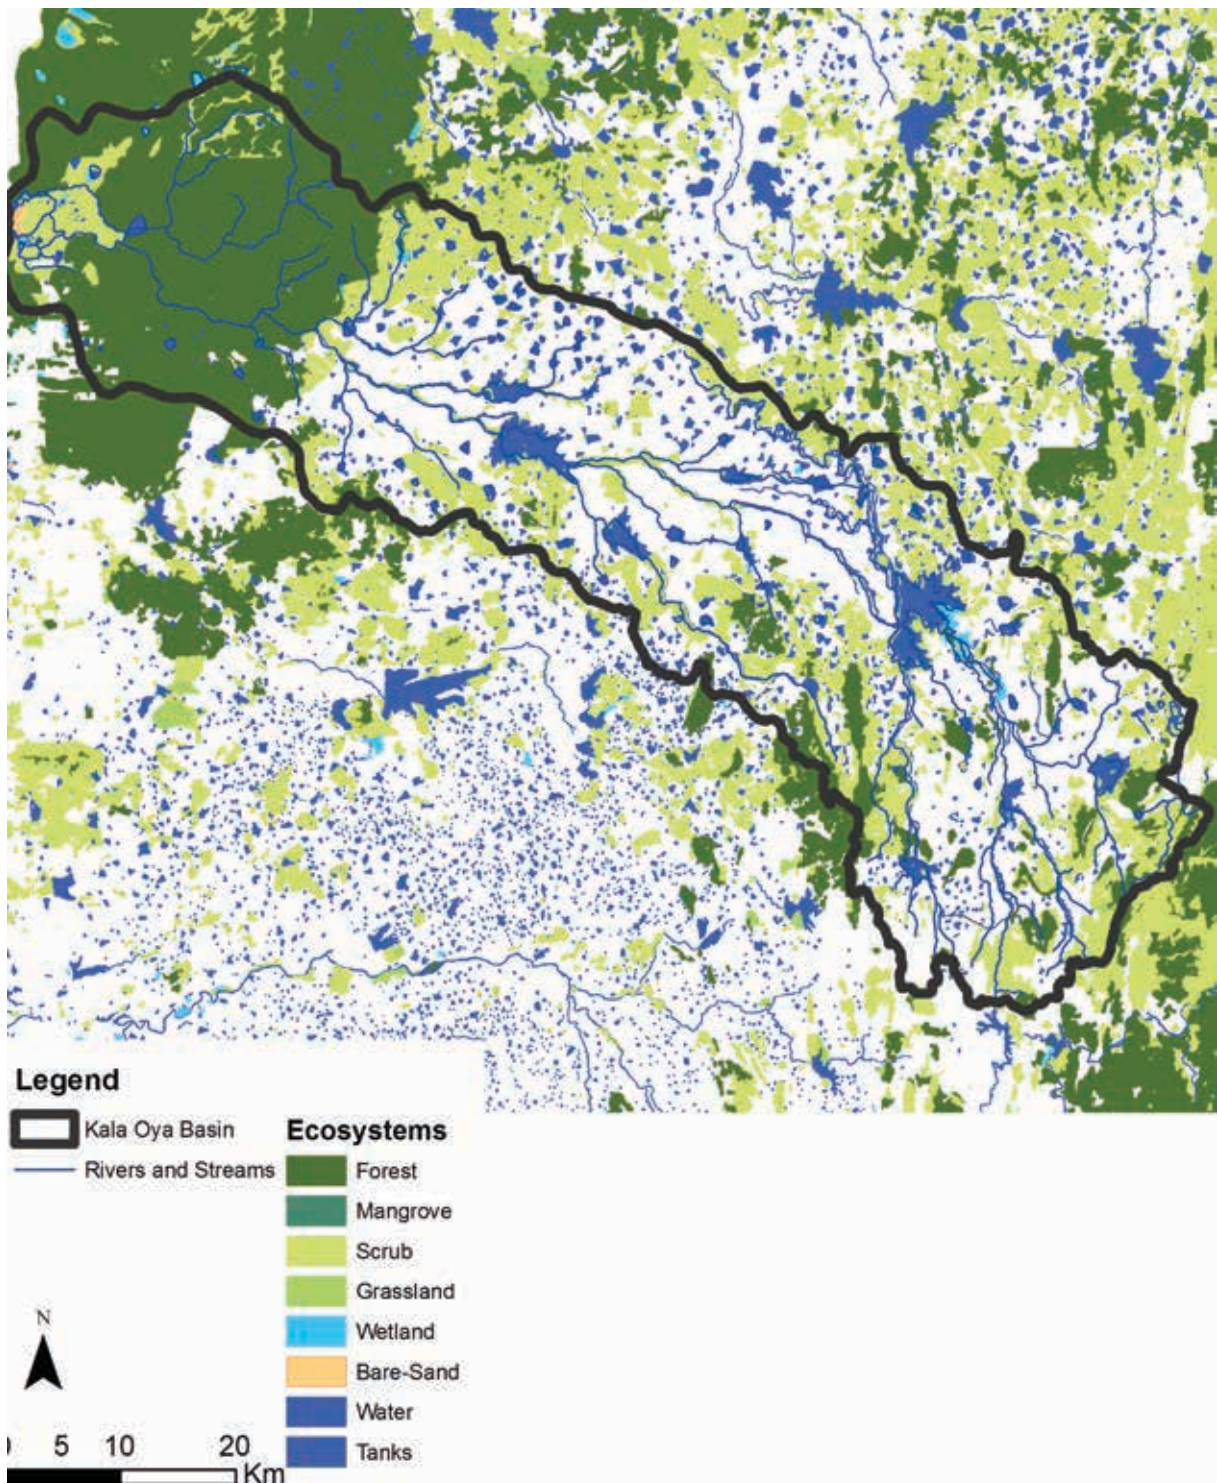 Legend
Kala Oya Basin
Rivers and Streams
Ecosystems
Forest
Mangrove
Scrub
Grassland
Wetland
Bare-Sand
Water
Tanks
N
5 10 20
Km